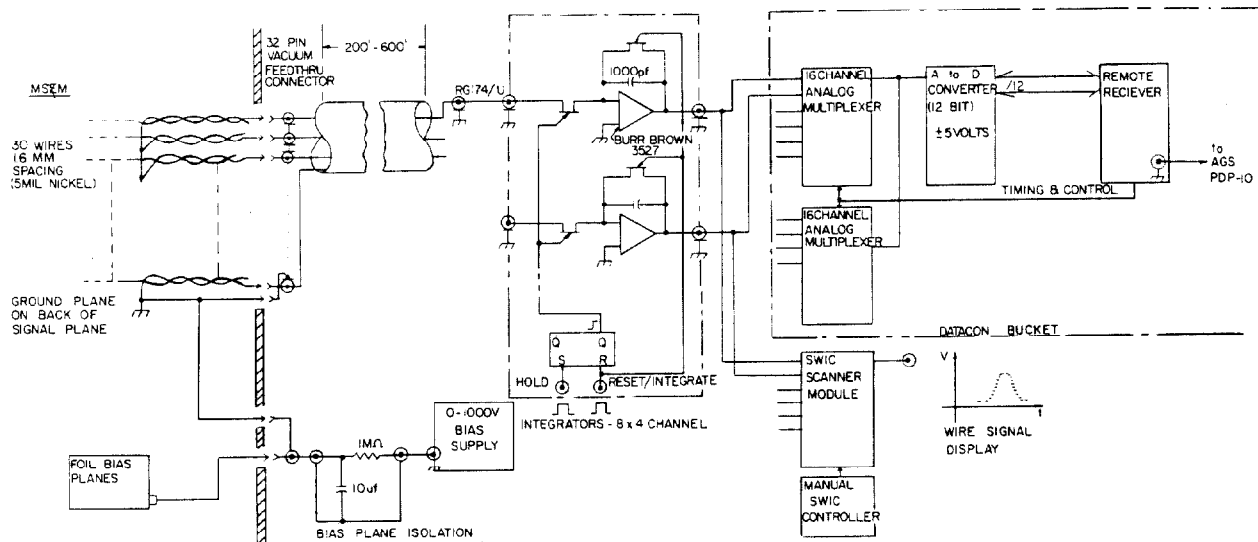 MSEM
30 WIRES
1.6 MM
SPACING
(5MIL NICKEL)
GROUND PLANE
ON BACK OF
SIGNAL PLANE
FOIL BIAS
PLANES
32 PIN
VACUUM
FEEDTHRU
CONNECTOR
200'-600'
RG174/U
1000pf
BURR BROWN
3527
Q
Q
S
R
HOLD
RESET/INTEGRATE
INTEGRATORS - 8 x 4 CHANNEL
0-1000V
BIAS
SUPPLY
1MΩ
10uf
BIAS PLANE ISOLATION
16CHANNEL
ANALOG
MULTIPLEXER
A to D
CONVERTER
(12 BIT)
±5VOLTS
/12
REMOTE
RECIEVER
to
AGS
PDP-10
TIMING & CONTROL
16CHANNEL
ANALOG
MULTIPLEXER
DATACON BUCKET
SWIC
SCANNER
MODULE
V
t
WIRE SIGNAL
DISPLAY
MANUAL
SWIC
CONTROLLER